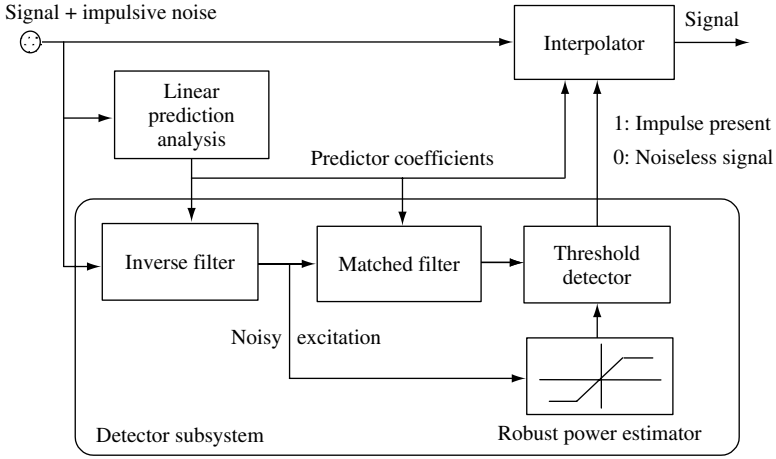 Signal + impulsive noise
Interpolator
Signal
Linear
prediction
analysis
1: Impulse present
0: Noiseless signal
Predictor coefficients
Inverse filter
Matched filter
Threshold
detector
Noisy excitation
Detector subsystem
Robust power estimator